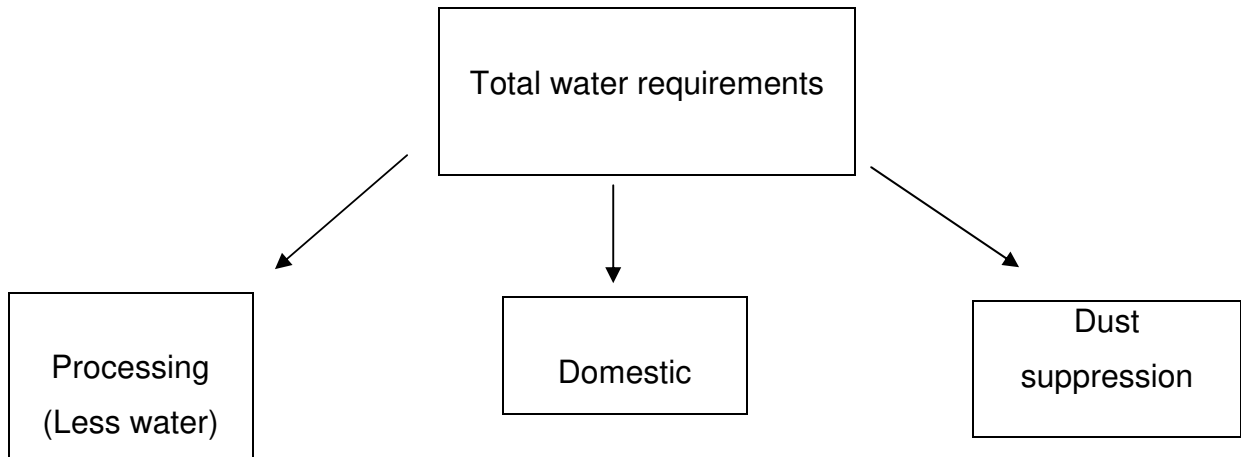 Total water requirements
Processing
(Less water)
Domestic
Dust
suppression